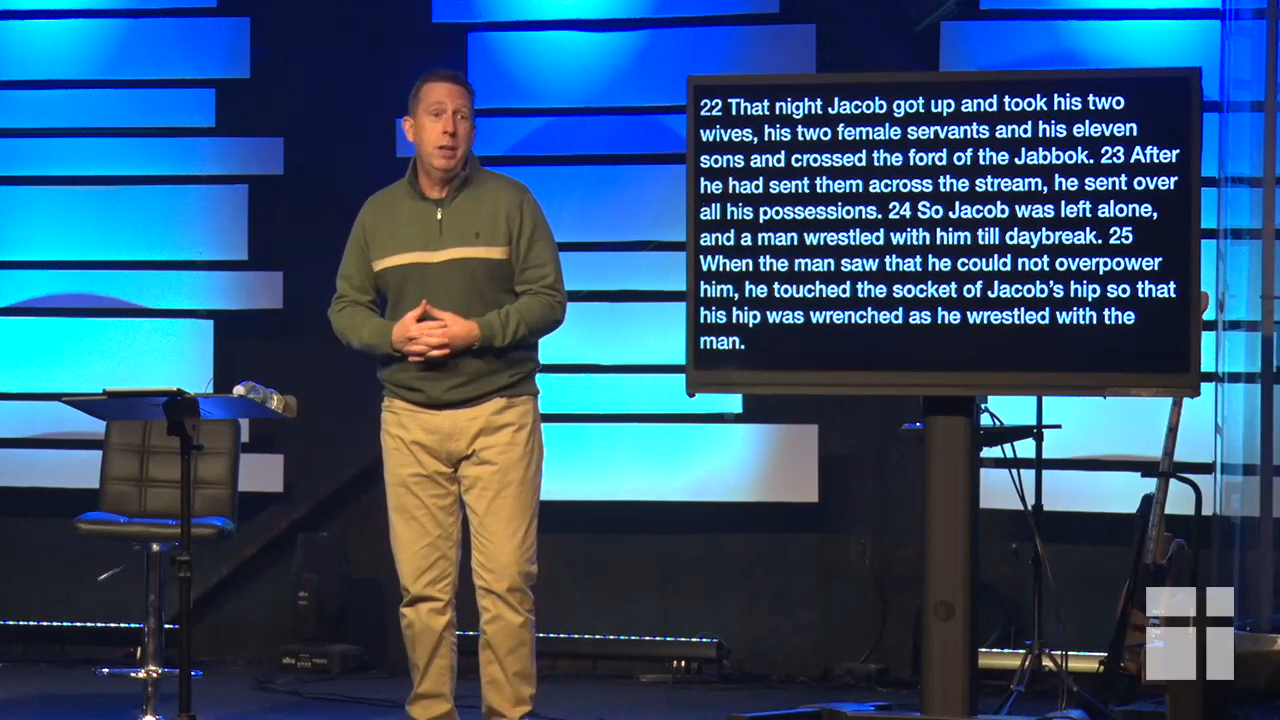 22 That night Jacob got up and took his two
wives, his two female servants and his eleven
sons and crossed the ford of the Jabbok. 23 After
he had sent them across the stream, he sent over
all his possessions. 24 So Jacob was left alone,
and a man wrestled with him till daybreak. 25
When the man saw that he could not overpower
him, he touched the socket of Jacob’s hip so that
his hip was wrenched as he wrestled with the
man.